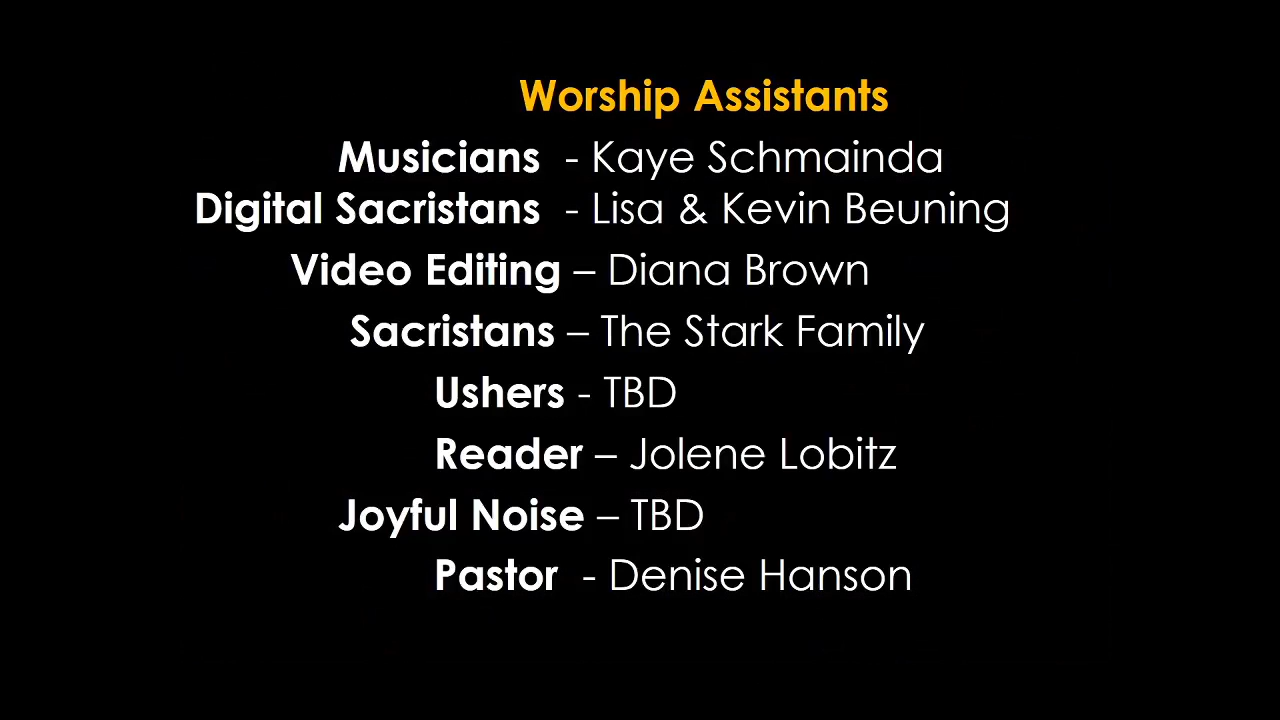 Worship Assistants
Musicians - Kaye Schmainda
Digital Sacristans - Lisa & Kevin Beuning
Video Editing – Diana Brown
Sacristans – The Stark Family
Ushers - TBD
Reader – Jolene Lobitz
Joyful Noise – TBD
Pastor - Denise Hanson